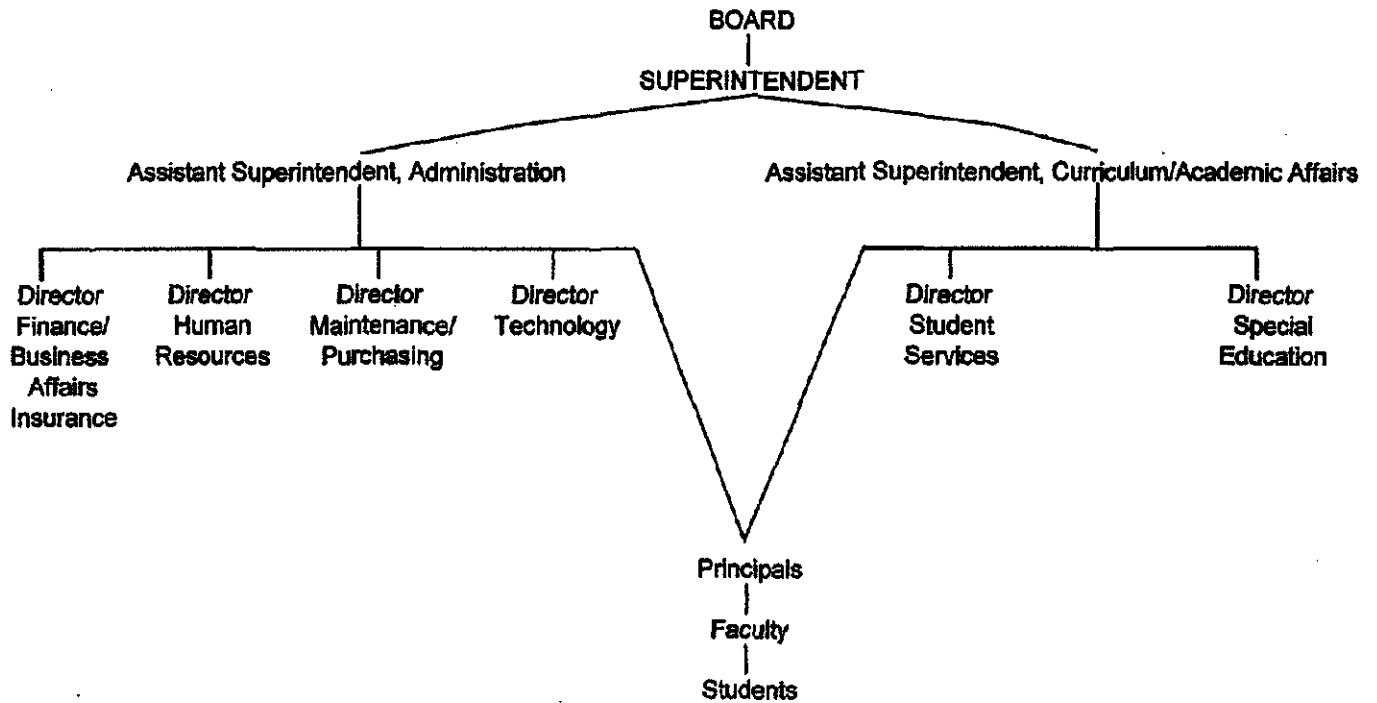 BOARD
SUPERINTENDENT
Assistant Superintendent, Administration
Assistant Superintendent, Curriculum/Academic Affairs
Director
Finance/
Business
Affairs
Insurance
Director
Human
Resources
Director
Maintenance/
Purchasing
Director
Technology
Director
Student
Services
Director
Special
Education
Principals
Faculty
Students